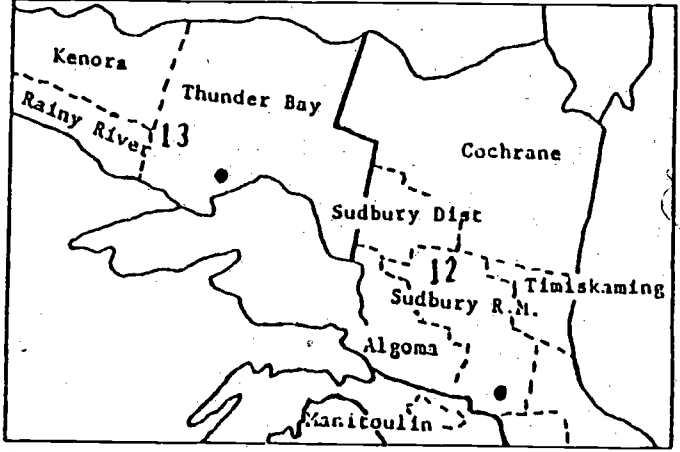 Kenora
Thunder Bay
Rainy River
13
Cochrane
Sudbury Dist
12
Timiskaming
Sudbury R.M.
Algoma
Manitoulin